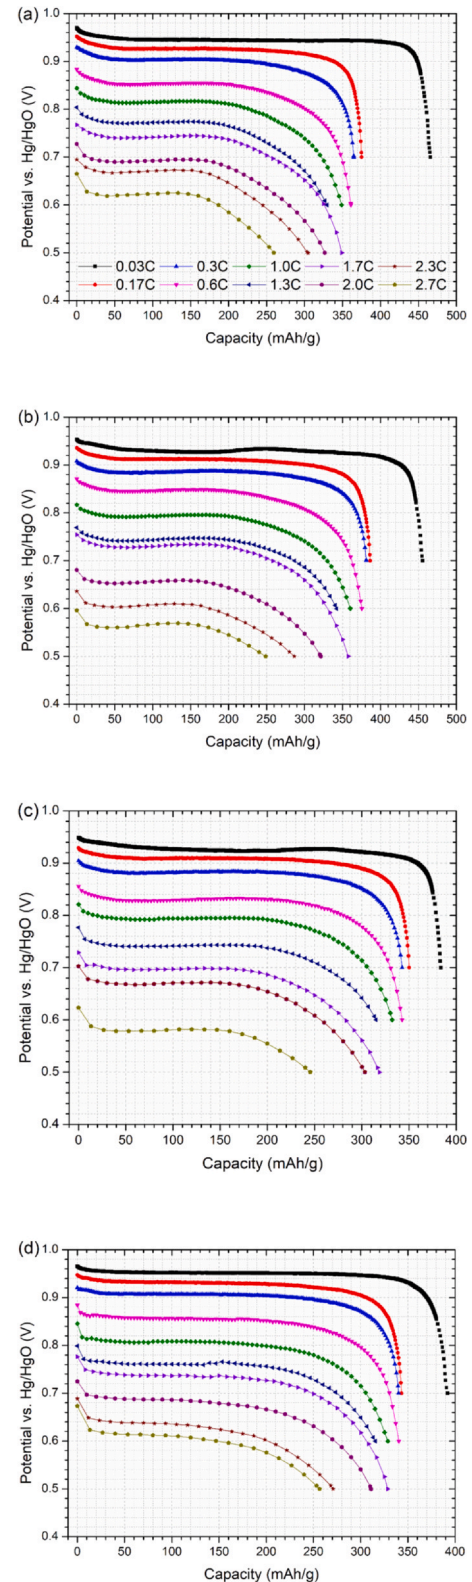 (a)
1.0
0.9
0.8
0.7
0.6
0.5
0.4
Potential vs. Hg/HgO (V)
0.03C 0.3C 1.0C 1.7C 2.3C
0.17C 0.6C 1.3C 2.0C 2.7C
0 50 100 150 200 250 300 350 400 450 500
Capacity (mAh/g)
(b)
1.0
0.9
0.8
0.7
0.6
0.5
0.4
Potential vs. Hg/HgO (V)
0 50 100 150 200 250 300 350 400 450 500
Capacity (mAh/g)
(c)
1.0
0.9
0.8
0.7
0.6
0.5
0.4
Potential vs. Hg/HgO (V)
0 50 100 150 200 250 300 350 400
Capacity (mAh/g)
(d)
1.0
0.9
0.8
0.7
0.6
0.5
0.4
Potential vs. Hg/HgO (V)
0 50 100 150 200 250 300 350 400
Capacity (mAh/g)